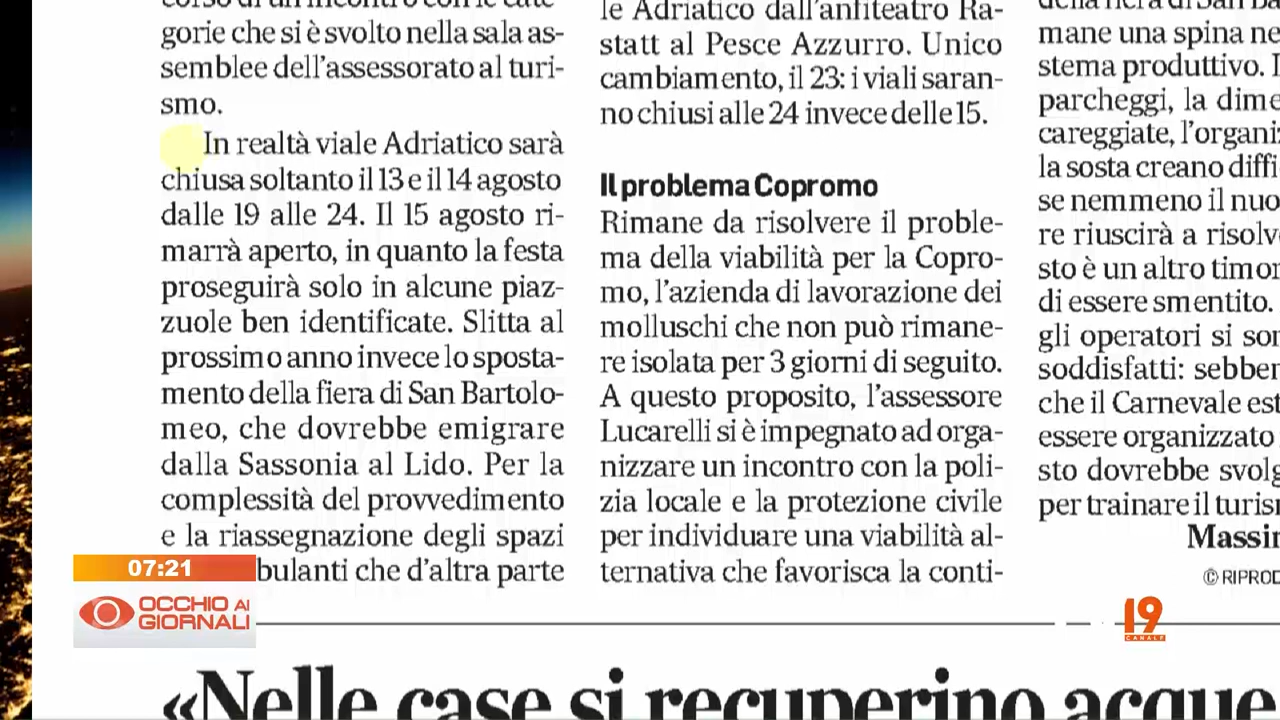 gorie che si è svolto nella sala as-
semblee dell'assessorato al turi-
smo.
In realtà viale Adriatico sarà
chiusa soltanto il 13 e il 14 agosto
dalle 19 alle 24. Il 15 agosto ri-
marrà aperto, in quanto la festa
proseguirà solo in alcune piaz-
zuole ben identificate. Slitta al
prossimo anno invece lo sposta-
mento della fiera di San Bartolo-
meo, che dovrebbe emigrare
dalla Sassonia al Lido. Per la
complessità del provvedimento
e la riassegnazione degli spazi
bulanti che d'altra parte
le Adriatico dall'anfiteatro Ra-
statt al Pesce Azzurro. Unico
cambiamento, il 23: i viali saran-
no chiusi alle 24 invece delle 15.
Il problema Copromo
Rimane da risolvere il proble-
ma della viabilità per la Copro-
mo, l'azienda di lavorazione dei
molluschi che non può rimane-
re isolata per 3 giorni di seguito.
A questo proposito, l'assessore
Lucarelli si è impegnato ad orga-
nizzare un incontro con la poli-
zia locale e la protezione civile
per individuare una viabilità al-
ternativa che favorisca la conti-
mane una spina ne
stema produttivo. I
parcheggi, la dime
careggiate, l'organiz
la sosta creano diffi
se nemmeno il nuo
re riuscirà a risolv
sto è un altro timor
di essere smentito.
gli operatori si son
soddisfatti: sebben
che il Carnevale est
essere organizzato
sto dovrebbe svolg
per trainare il turis
Massi
© RIPROD
07:21
OCCHIO AI
GIORNALI
19
CANALE
«Nelle case si recuperino acque